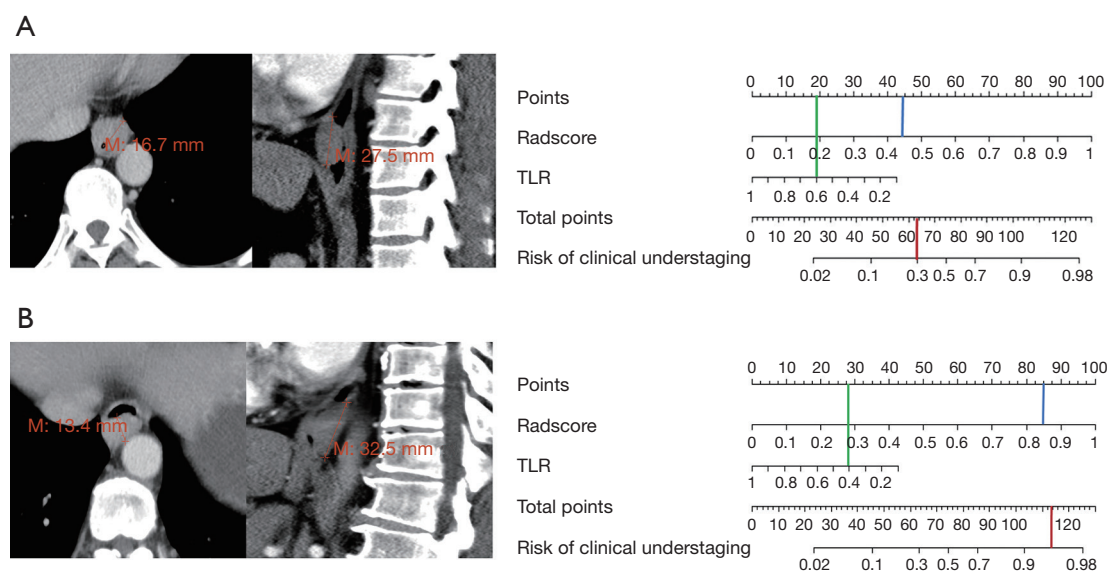 A
M: 16.7 mm
M: 27.5 mm
0 10 20 30 40 50 60 70 80 90 100
Points
Radscore
0 0.1 0.2 0.3 0.4 0.5 0.6 0.7 0.8 0.9 1
TLR
1 0.8 0.6 0.4 0.2
Total points
0 10 20 30 40 50 60 70 80 90 100 120
Risk of clinical understaging
0.02 0.1 0.3 0.5 0.7 0.9 0.98
B
M: 13.4 mm
M: 32.5 mm
0 10 20 30 40 50 60 70 80 90 100
Points
Radscore
0 0.1 0.2 0.3 0.4 0.5 0.6 0.7 0.8 0.9 1
TLR
1 0.8 0.6 0.4 0.2
Total points
0 10 20 30 40 50 60 70 80 90 100 120
Risk of clinical understaging
0.02 0.1 0.3 0.5 0.7 0.9 0.98